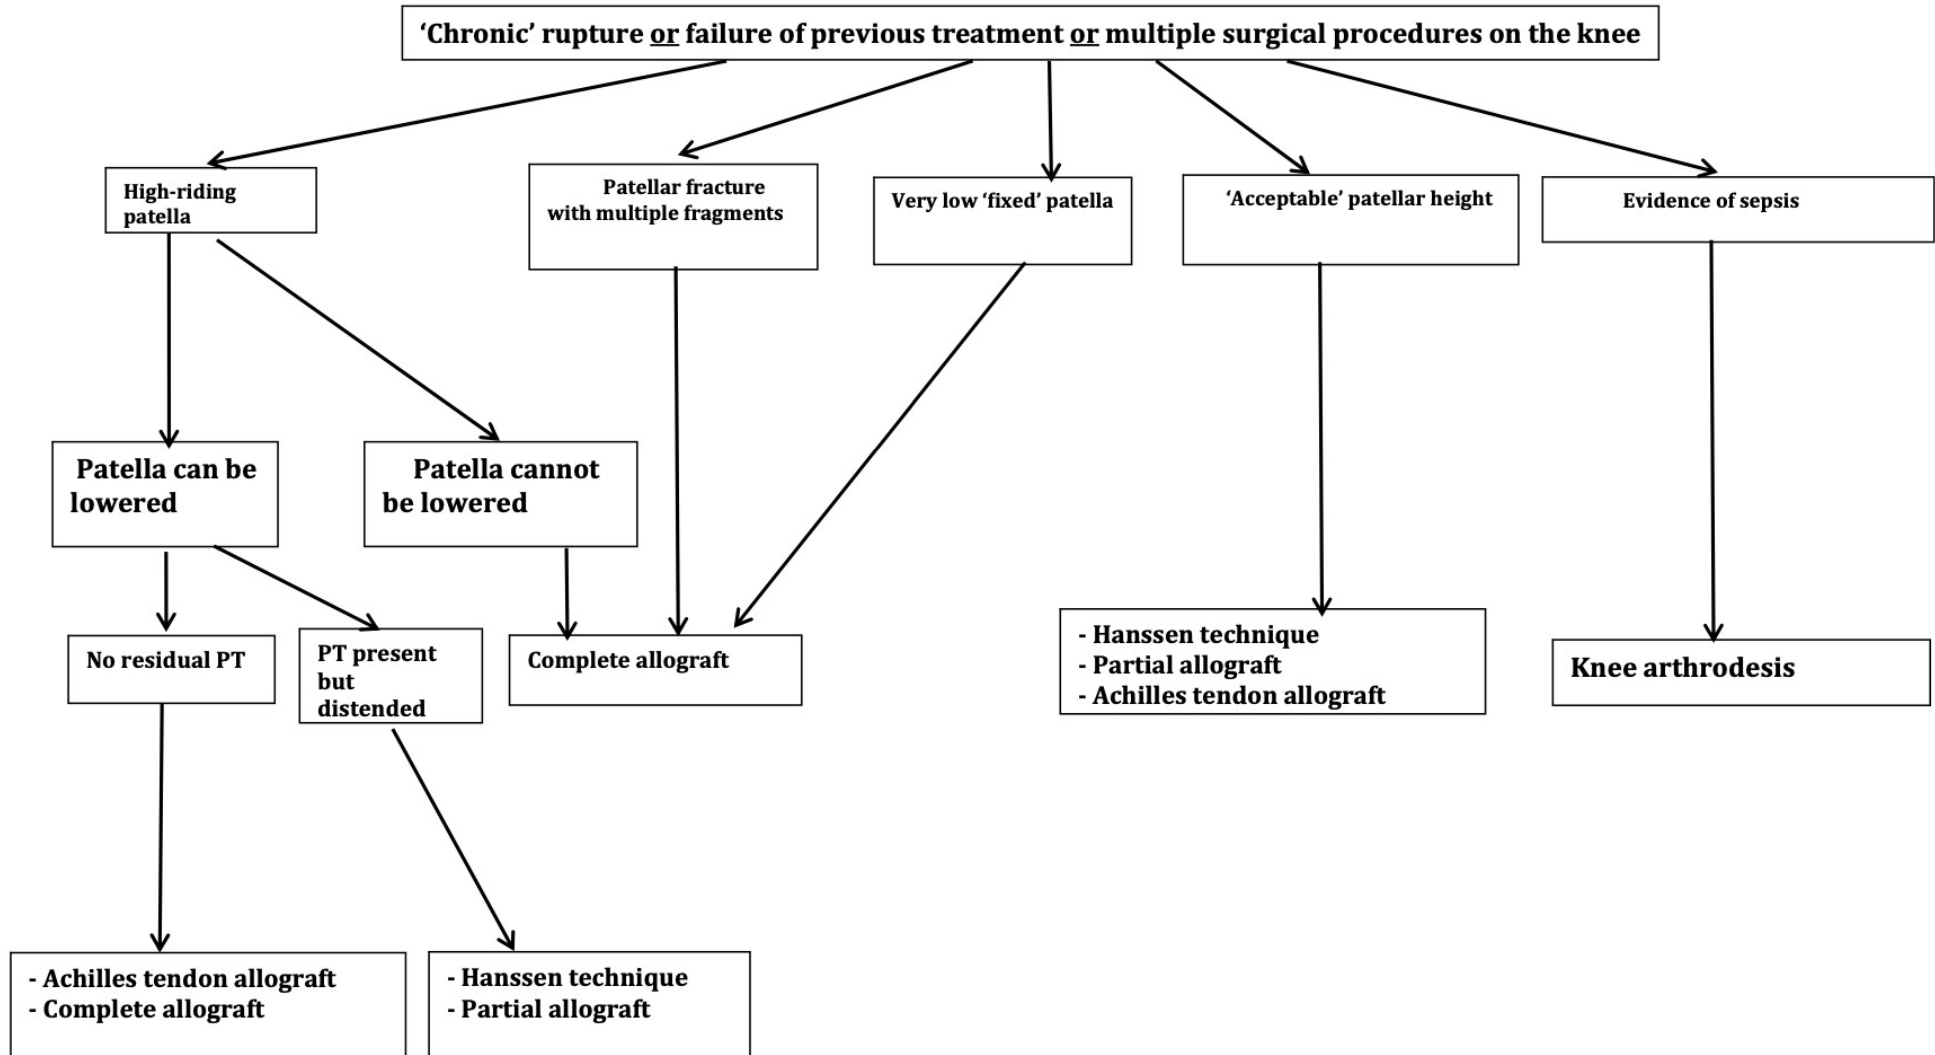 ‘Chronic’ rupture or failure of previous treatment or multiple surgical procedures on the knee
High-riding
patella
Patellar fracture
with multiple fragments
Very low ‘fixed’ patella
‘Acceptable’ patellar height
Evidence of sepsis
Patella can be
lowered
Patella cannot
be lowered
No residual PT
PT present
but
distended
Complete allograft
- Hanssen technique
- Partial allograft
- Achilles tendon allograft
Knee arthrodesis
- Achilles tendon allograft
- Complete allograft
- Hanssen technique
- Partial allograft